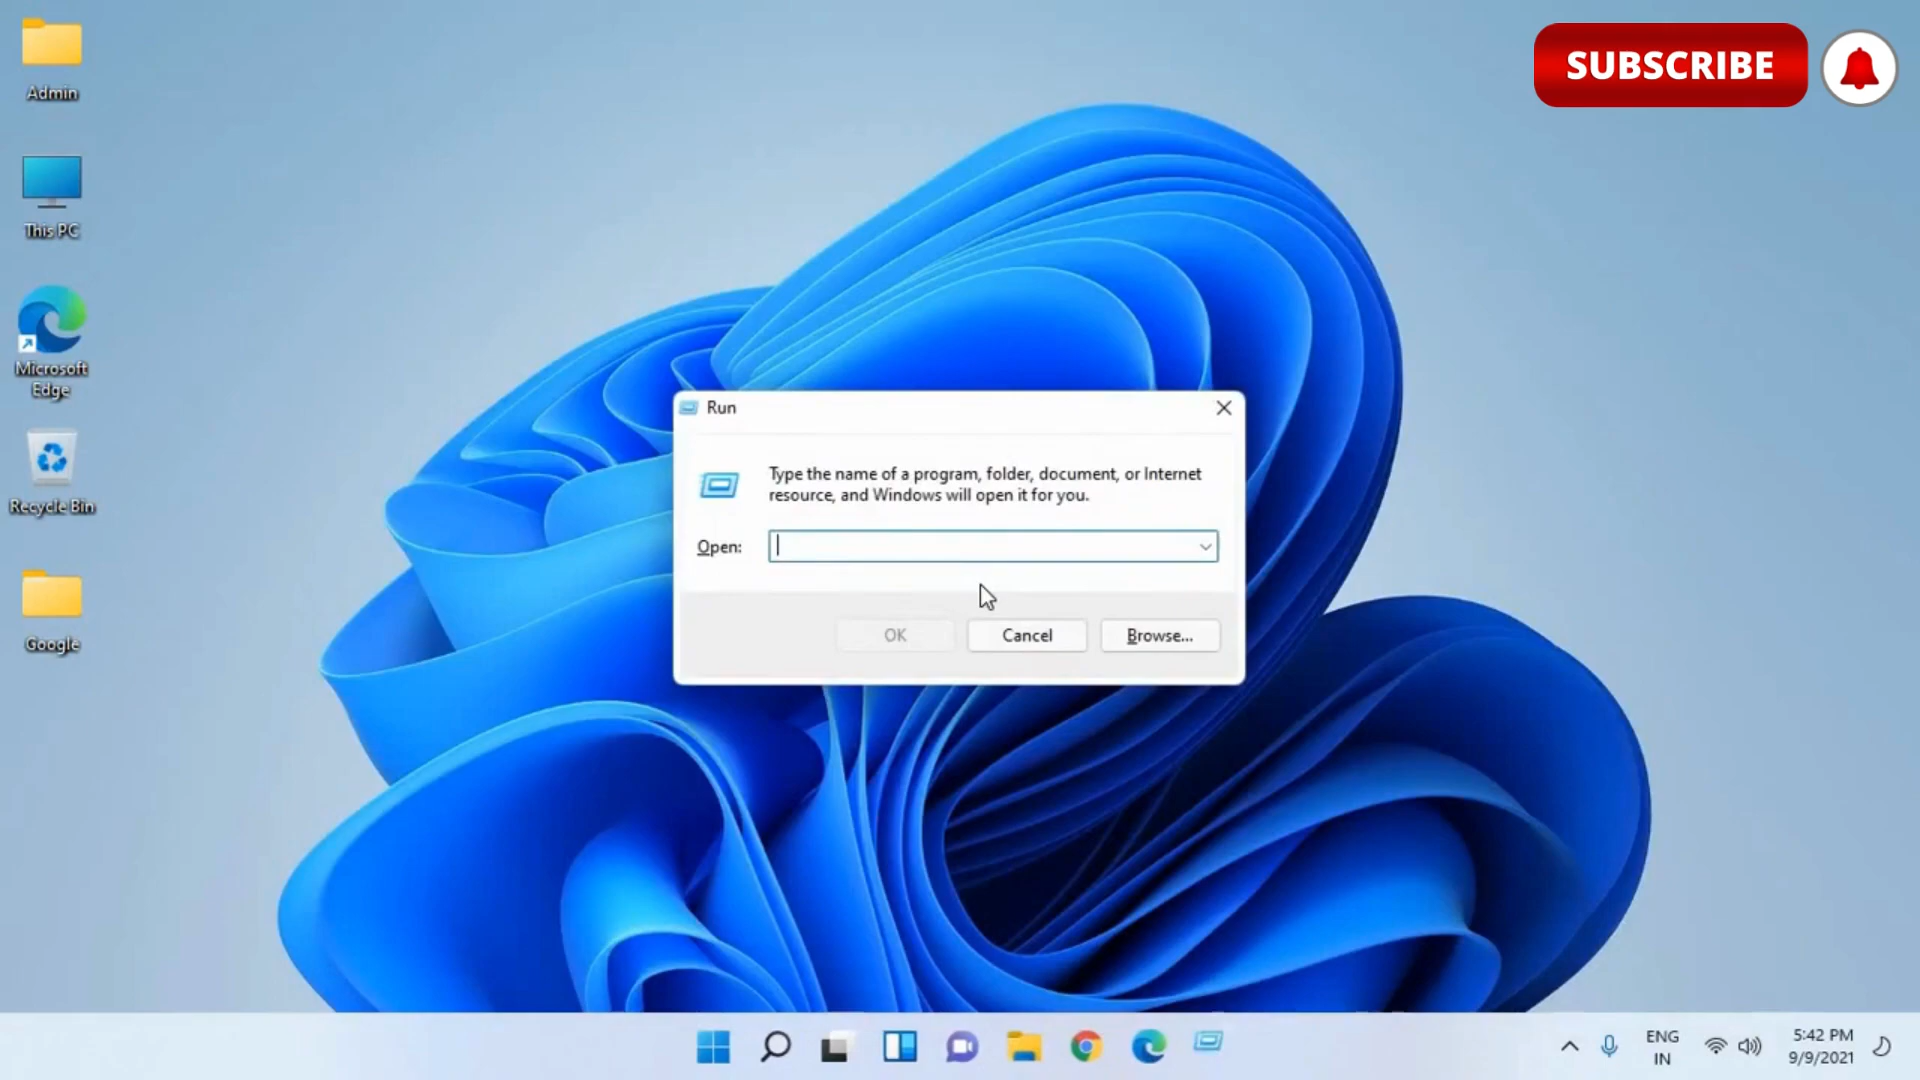 SUBSCRIBE
Admin
This PC
Microsoft
Edge
Recycle Bin
Google
Run
Type the name of a program, folder, document, or Internet
resource, and Windows will open it for you.
Open:
OK
Cancel
Browse...
ENG
IN
5:42 PM
9/9/2021